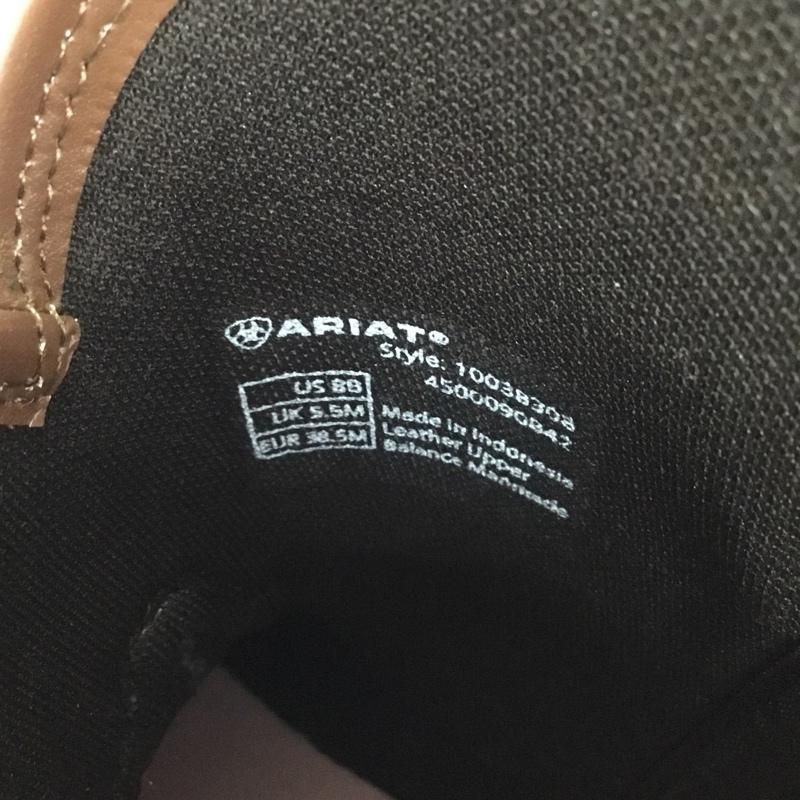 ARIAT®
Style: 10038308
4500090842
US 8B
UK 5.5M
EUR 38.5M
Made in Indonesia
Leather Upper
Balance Manmade